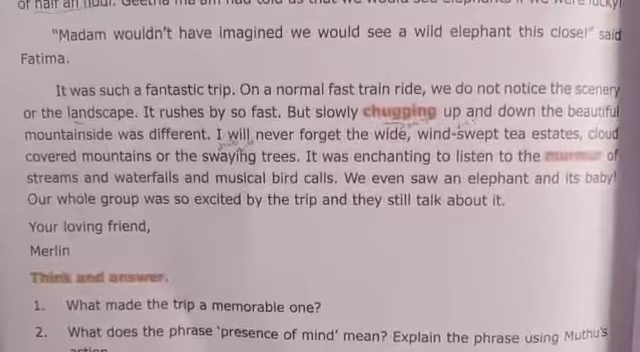 of half an hour. Geetha ma'am had told us that we would see elephants if we were lucky!
"Madam wouldn't have imagined we would see a wild elephant this close!" said
Fatima.
It was such a fantastic trip. On a normal fast train ride, we do not notice the scenery
or the landscape. It rushes by so fast. But slowly chugging up and down the beautiful
mountainside was different. I will never forget the wide, wind-swept tea estates, cloud
covered mountains or the swaying trees. It was enchanting to listen to the murmur of
streams and waterfalls and musical bird calls. We even saw an elephant and its baby!
Our whole group was so excited by the trip and they still talk about it.
Your loving friend,
Merlin
Think and answer.
1. What made the trip a memorable one?
2. What does the phrase 'presence of mind' mean? Explain the phrase using Muthu's
action.